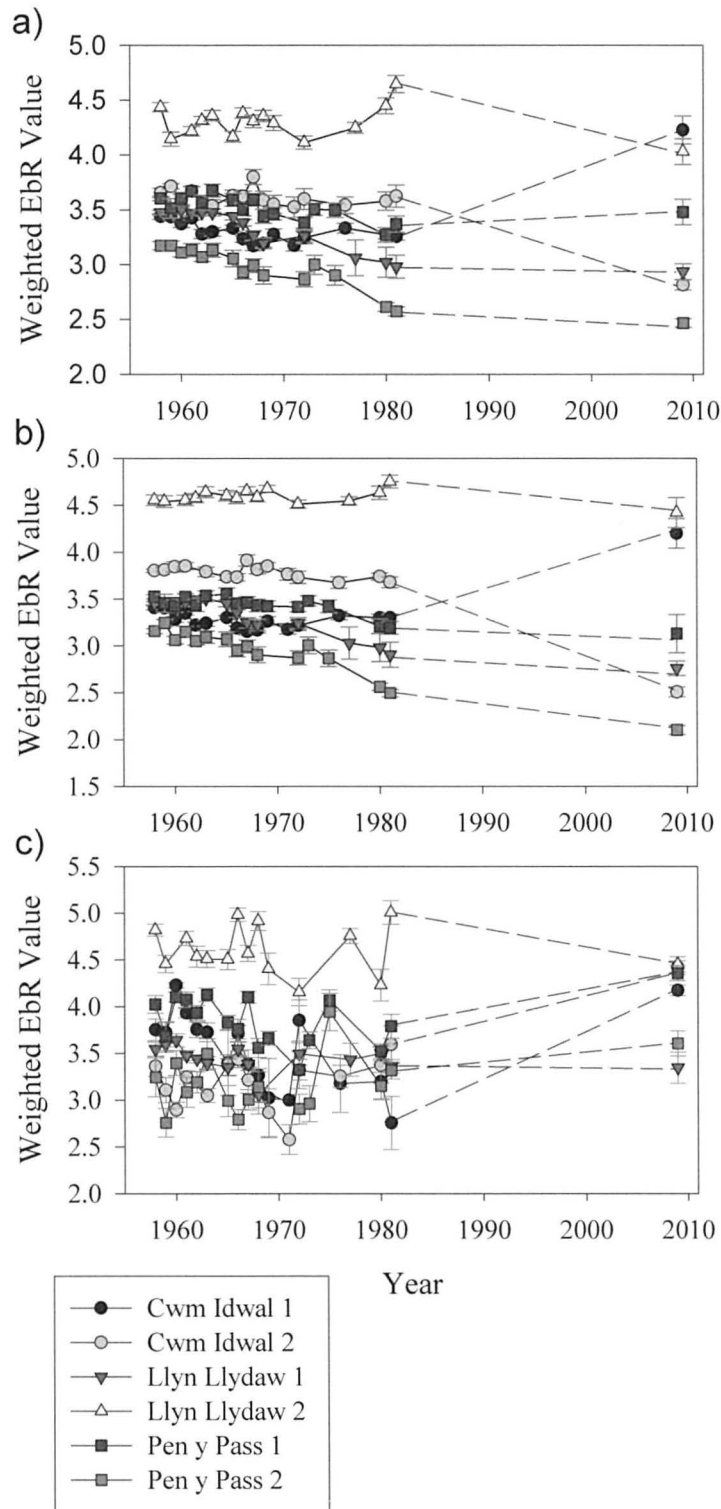 a)
5.0
4.5
4.0
3.5
3.0
2.5
2.0
Weighted EbR Value
1960 1970 1980 1990 2000 2010
b)
5.0
4.5
4.0
3.5
3.0
2.5
2.0
1.5
Weighted EbR Value
1960 1970 1980 1990 2000 2010
c)
5.5
5.0
4.5
4.0
3.5
3.0
2.5
2.0
Weighted EbR Value
1960 1970 1980 1990 2000 2010
Year
Cwm Idwal 1
Cwm Idwal 2
Llyn Llydaw 1
Llyn Llydaw 2
Pen y Pass 1
Pen y Pass 2